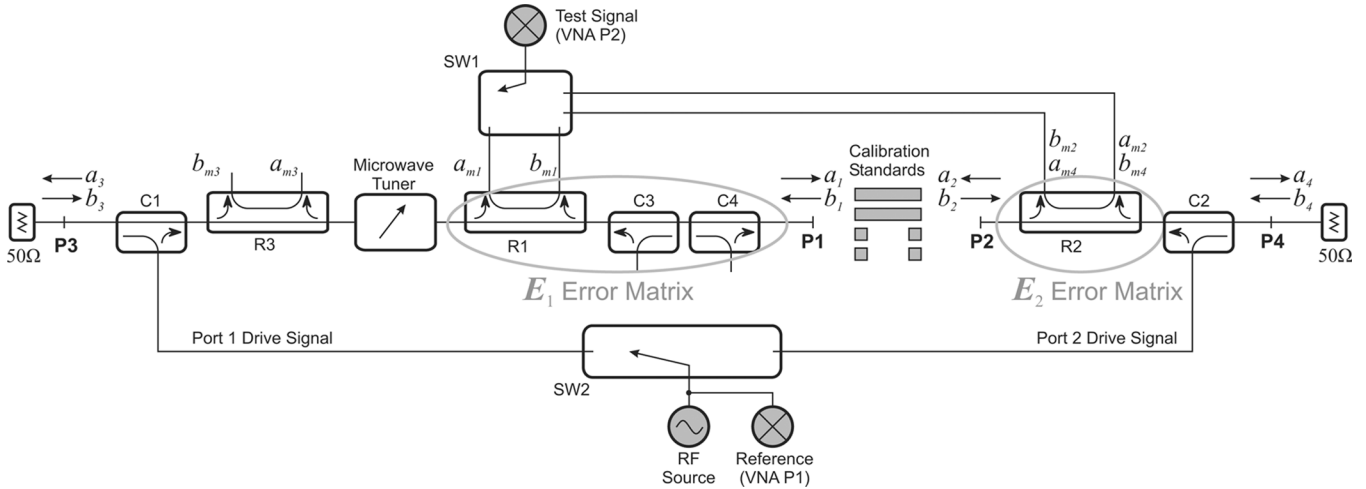 Test Signal
(VNA P2)
SW1
a3
b3
bm3
am3
Microwave
Tuner
am1
bm1
Calibration
Standards
a1
b1
a2
b2
bm2
am4
am2
bm4
a4
b4
C1
C3
C4
C2
50Ω
P3
R3
R1
P1
P2
R2
P4
50Ω
E1 Error Matrix
E2 Error Matrix
Port 1 Drive Signal
Port 2 Drive Signal
SW2
RF
Source
Reference
(VNA P1)